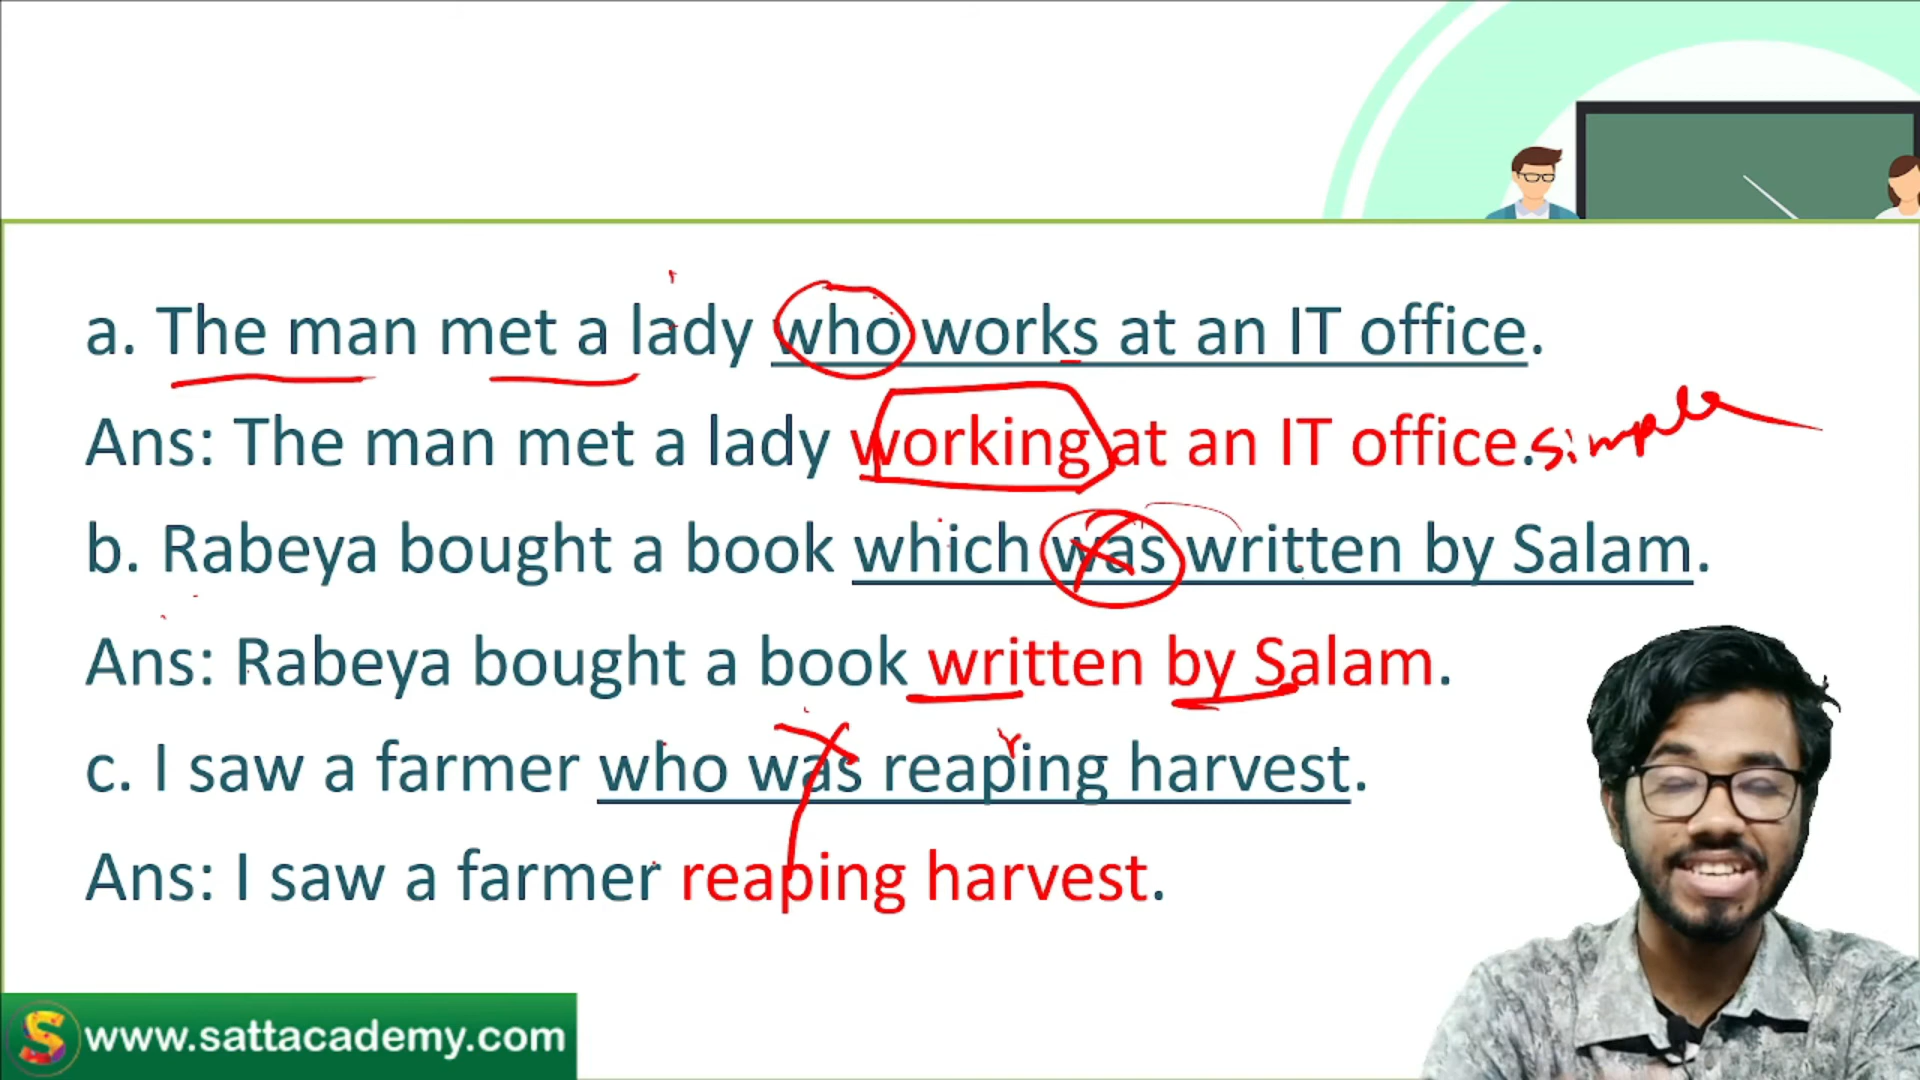 a. The man met a lady who works at an IT office.
Ans: The man met a lady working at an IT office. simple
b. Rabeya bought a book which was written by Salam.
Ans: Rabeya bought a book written by Salam.
c. I saw a farmer who was reaping harvest.
Ans: I saw a farmer reaping harvest.
S www.sattacademy.com